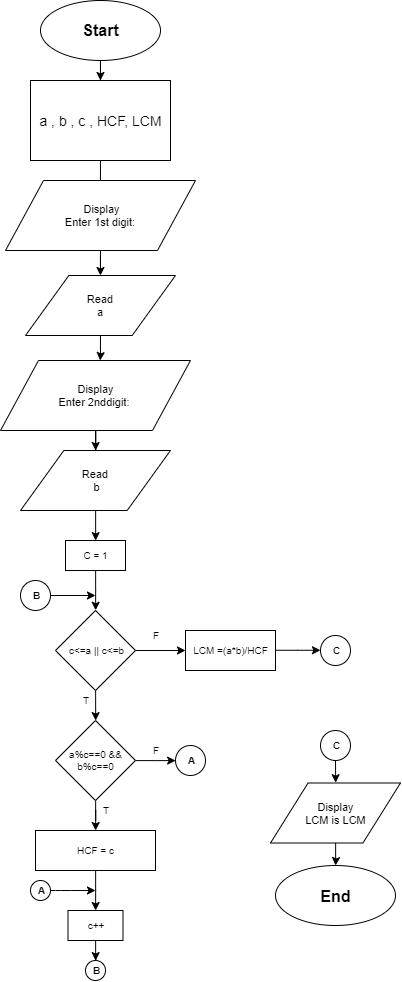 Start
a , b , c , HCF, LCM
Display
Enter 1st digit:
Read
a
Display
Enter 2nddigit:
Read
b
C = 1
B
c<=a || c<=b
F
LCM =(a*b)/HCF
C
T
a%c==0 &&
b%c==0
F
A
T
HCF = c
A
c++
B
C
Display
LCM is LCM
End